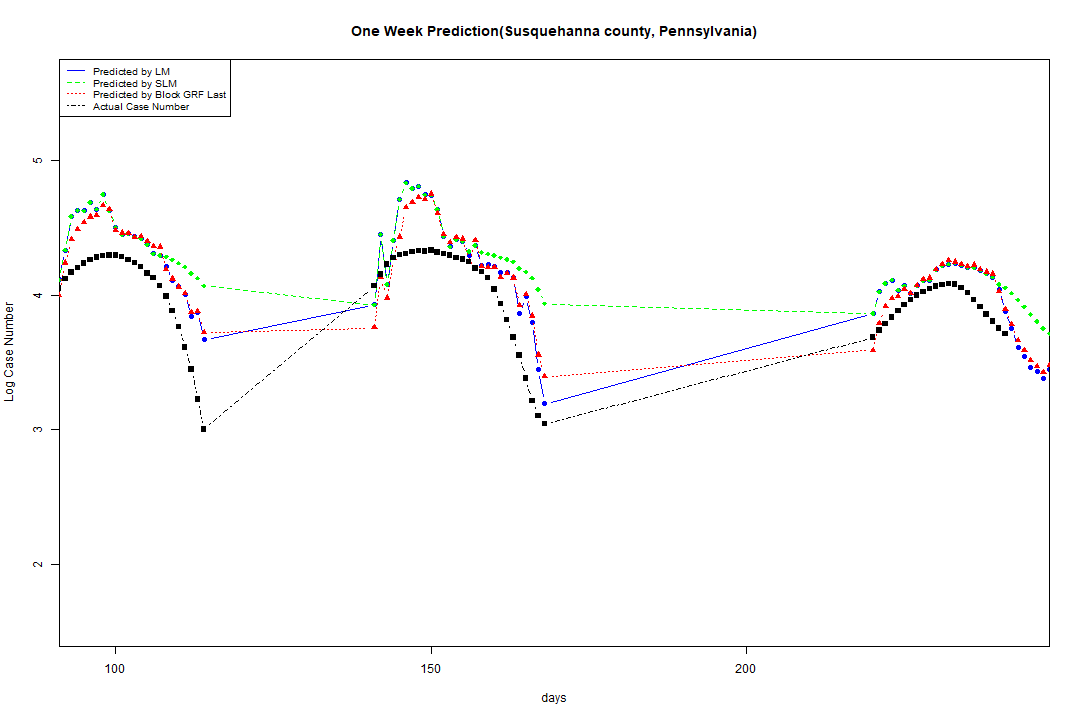 One Week Prediction(Susquehanna county, Pennsylvania)
Predicted by LM
Predicted by SLM
Predicted by Block GRF Last
Actual Case Number
5
4
3
2
Log Case Number
100 150 200
days